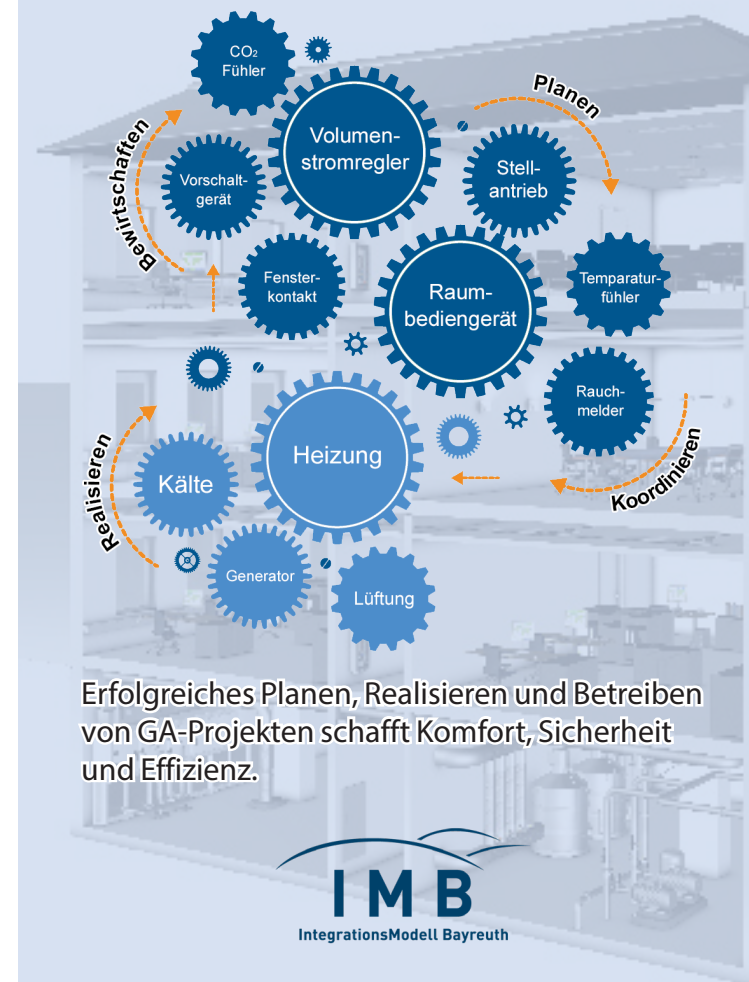 CO₂
Fühler
Volumen-
stromregler
Planen
Stell-
antrieb
Bewirtschaften
Vorschalt-
gerät
Fenster-
kontakt
Raum-
bediengerät
Temperatur-
fühler
Rauch-
melder
Koordinieren
Heizung
Realisieren
Kälte
Generator
Lüftung
Erfolgreiches Planen, Realisieren und Betreiben
von GA-Projekten schafft Komfort, Sicherheit
und Effizienz.
IMB
IntegrationsModell Bayreuth